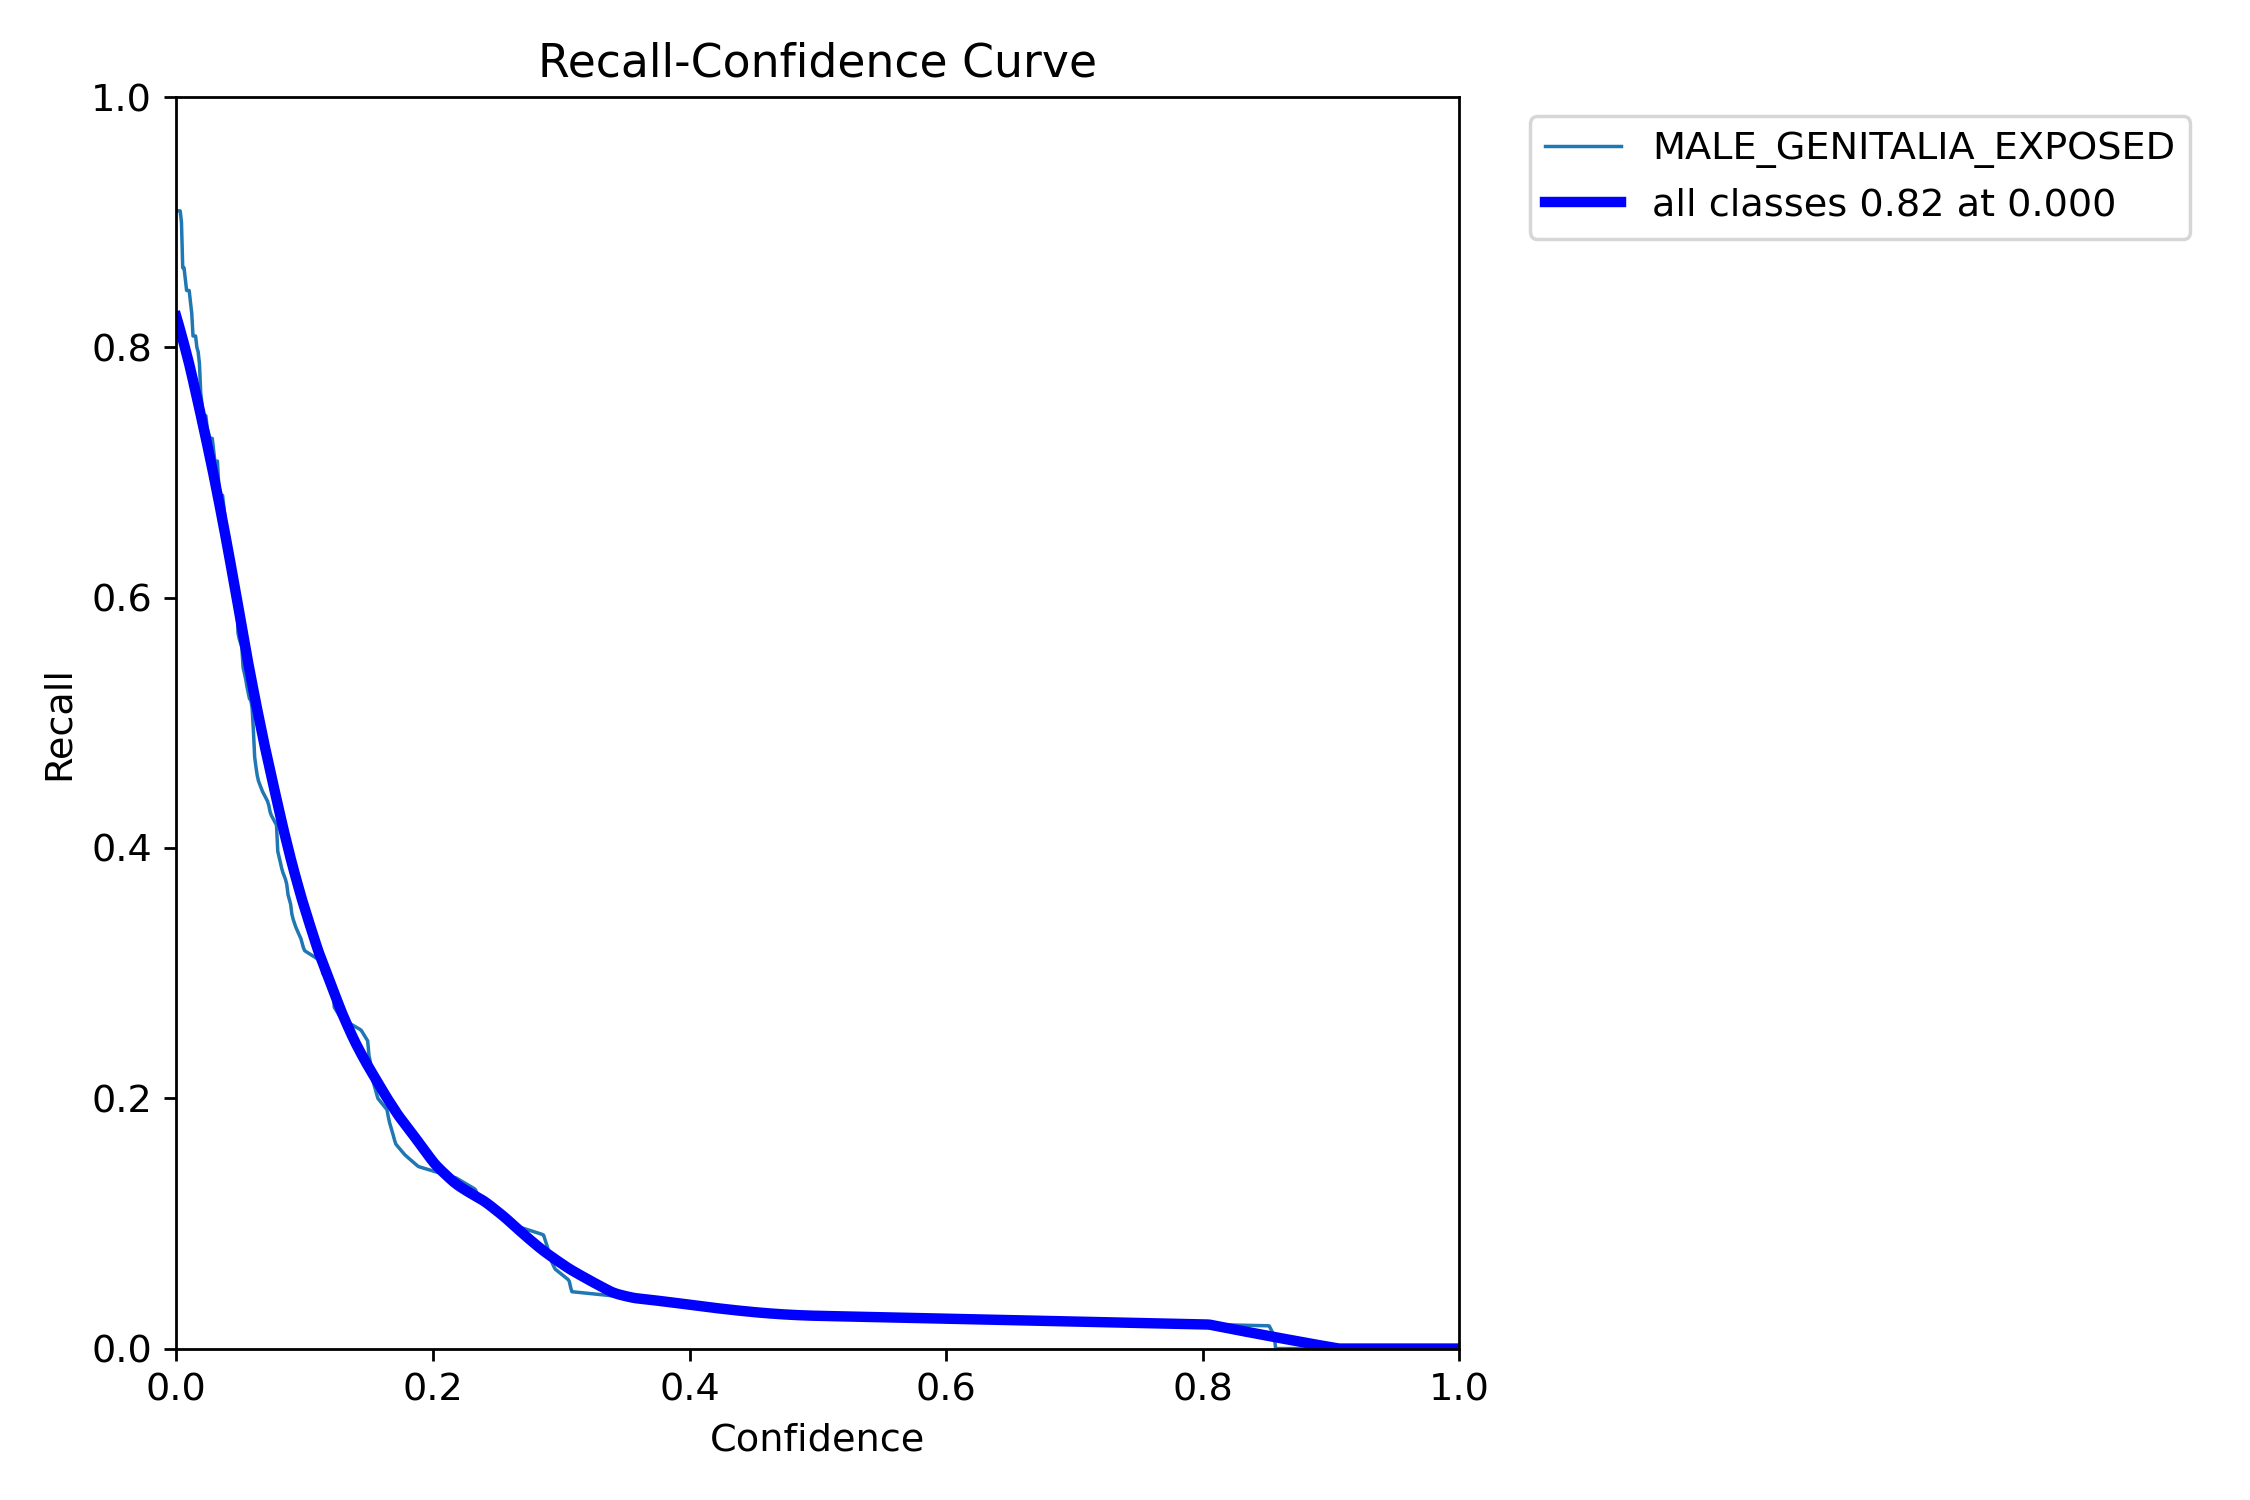 Recall-Confidence Curve
1.0
0.8
0.6
0.4
0.2
0.0
Recall
0.0 0.2 0.4 0.6 0.8 1.0
Confidence
MALE_GENITALIA_EXPOSED
all classes 0.82 at 0.000